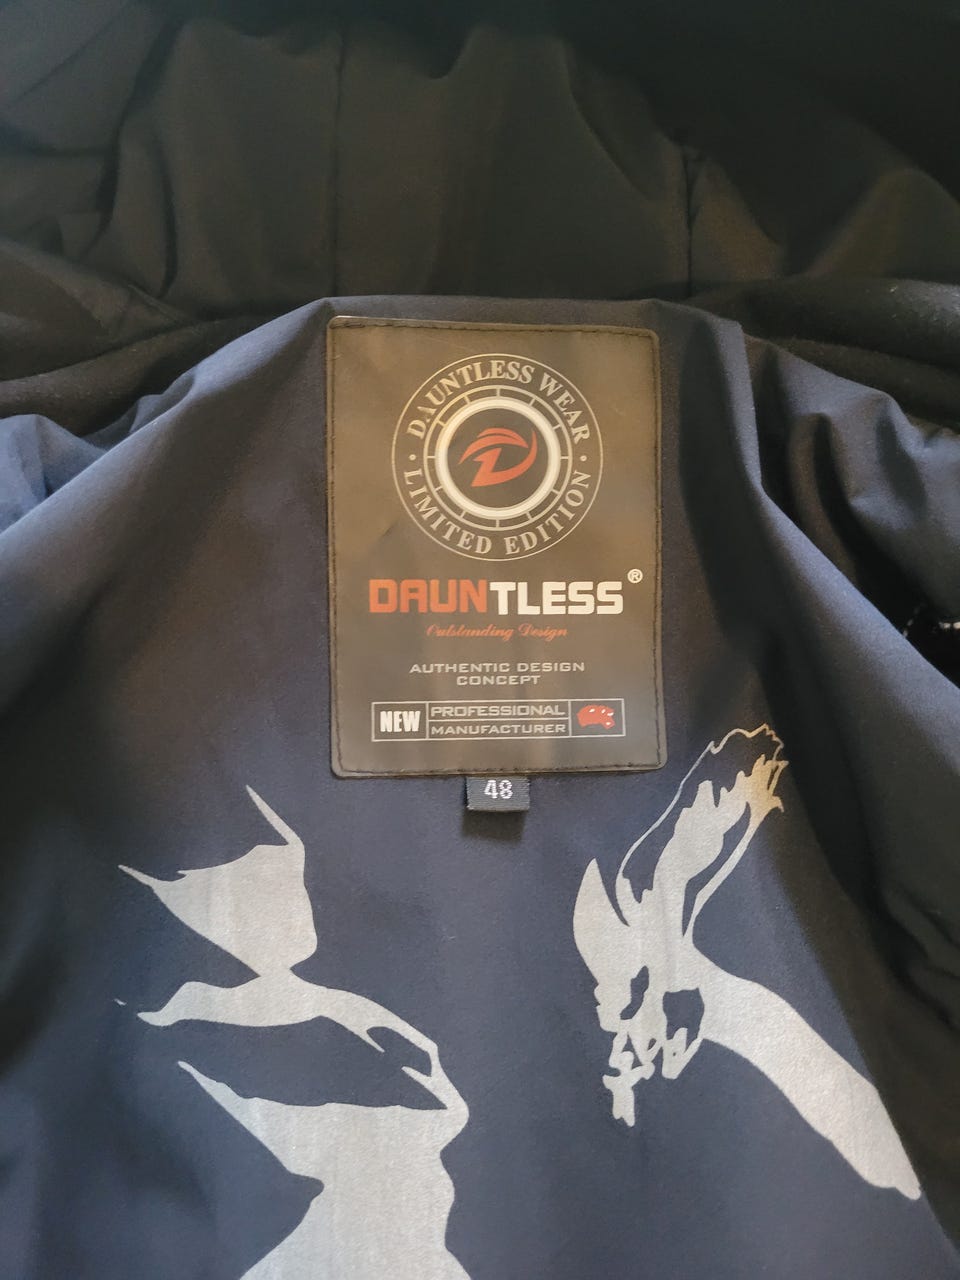 DAUNTLESS WEAR
· LIMITED EDITION ·
DAUNTLESS®
Outstanding Design
AUTHENTIC DESIGN
CONCEPT
NEW
PROFESSIONAL
MANUFACTURER
48